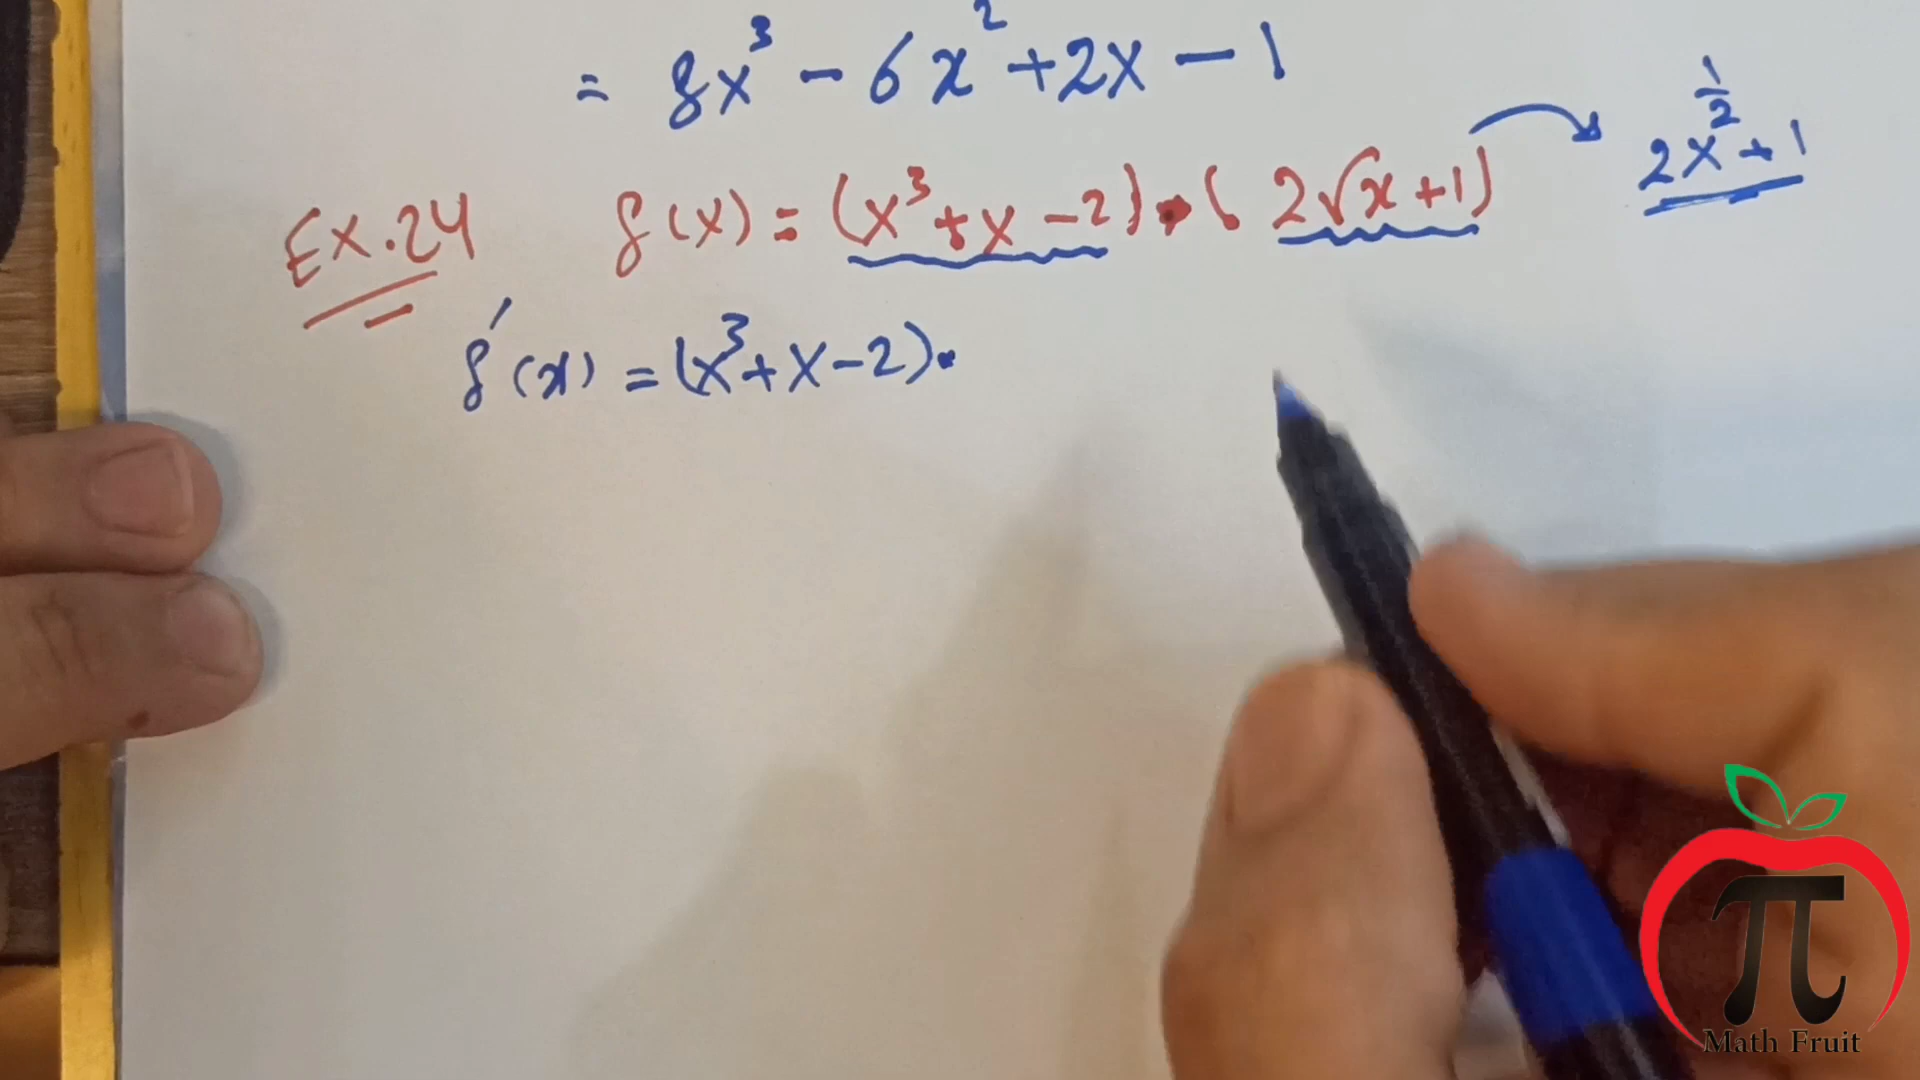 = 8x³ - 6x² + 2x - 1
Ex.24 f(x) = (x³ + x - 2) • (2√x + 1) 2x^½ + 1
f'(x) = (x³ + x - 2) •
π
Math Fruit